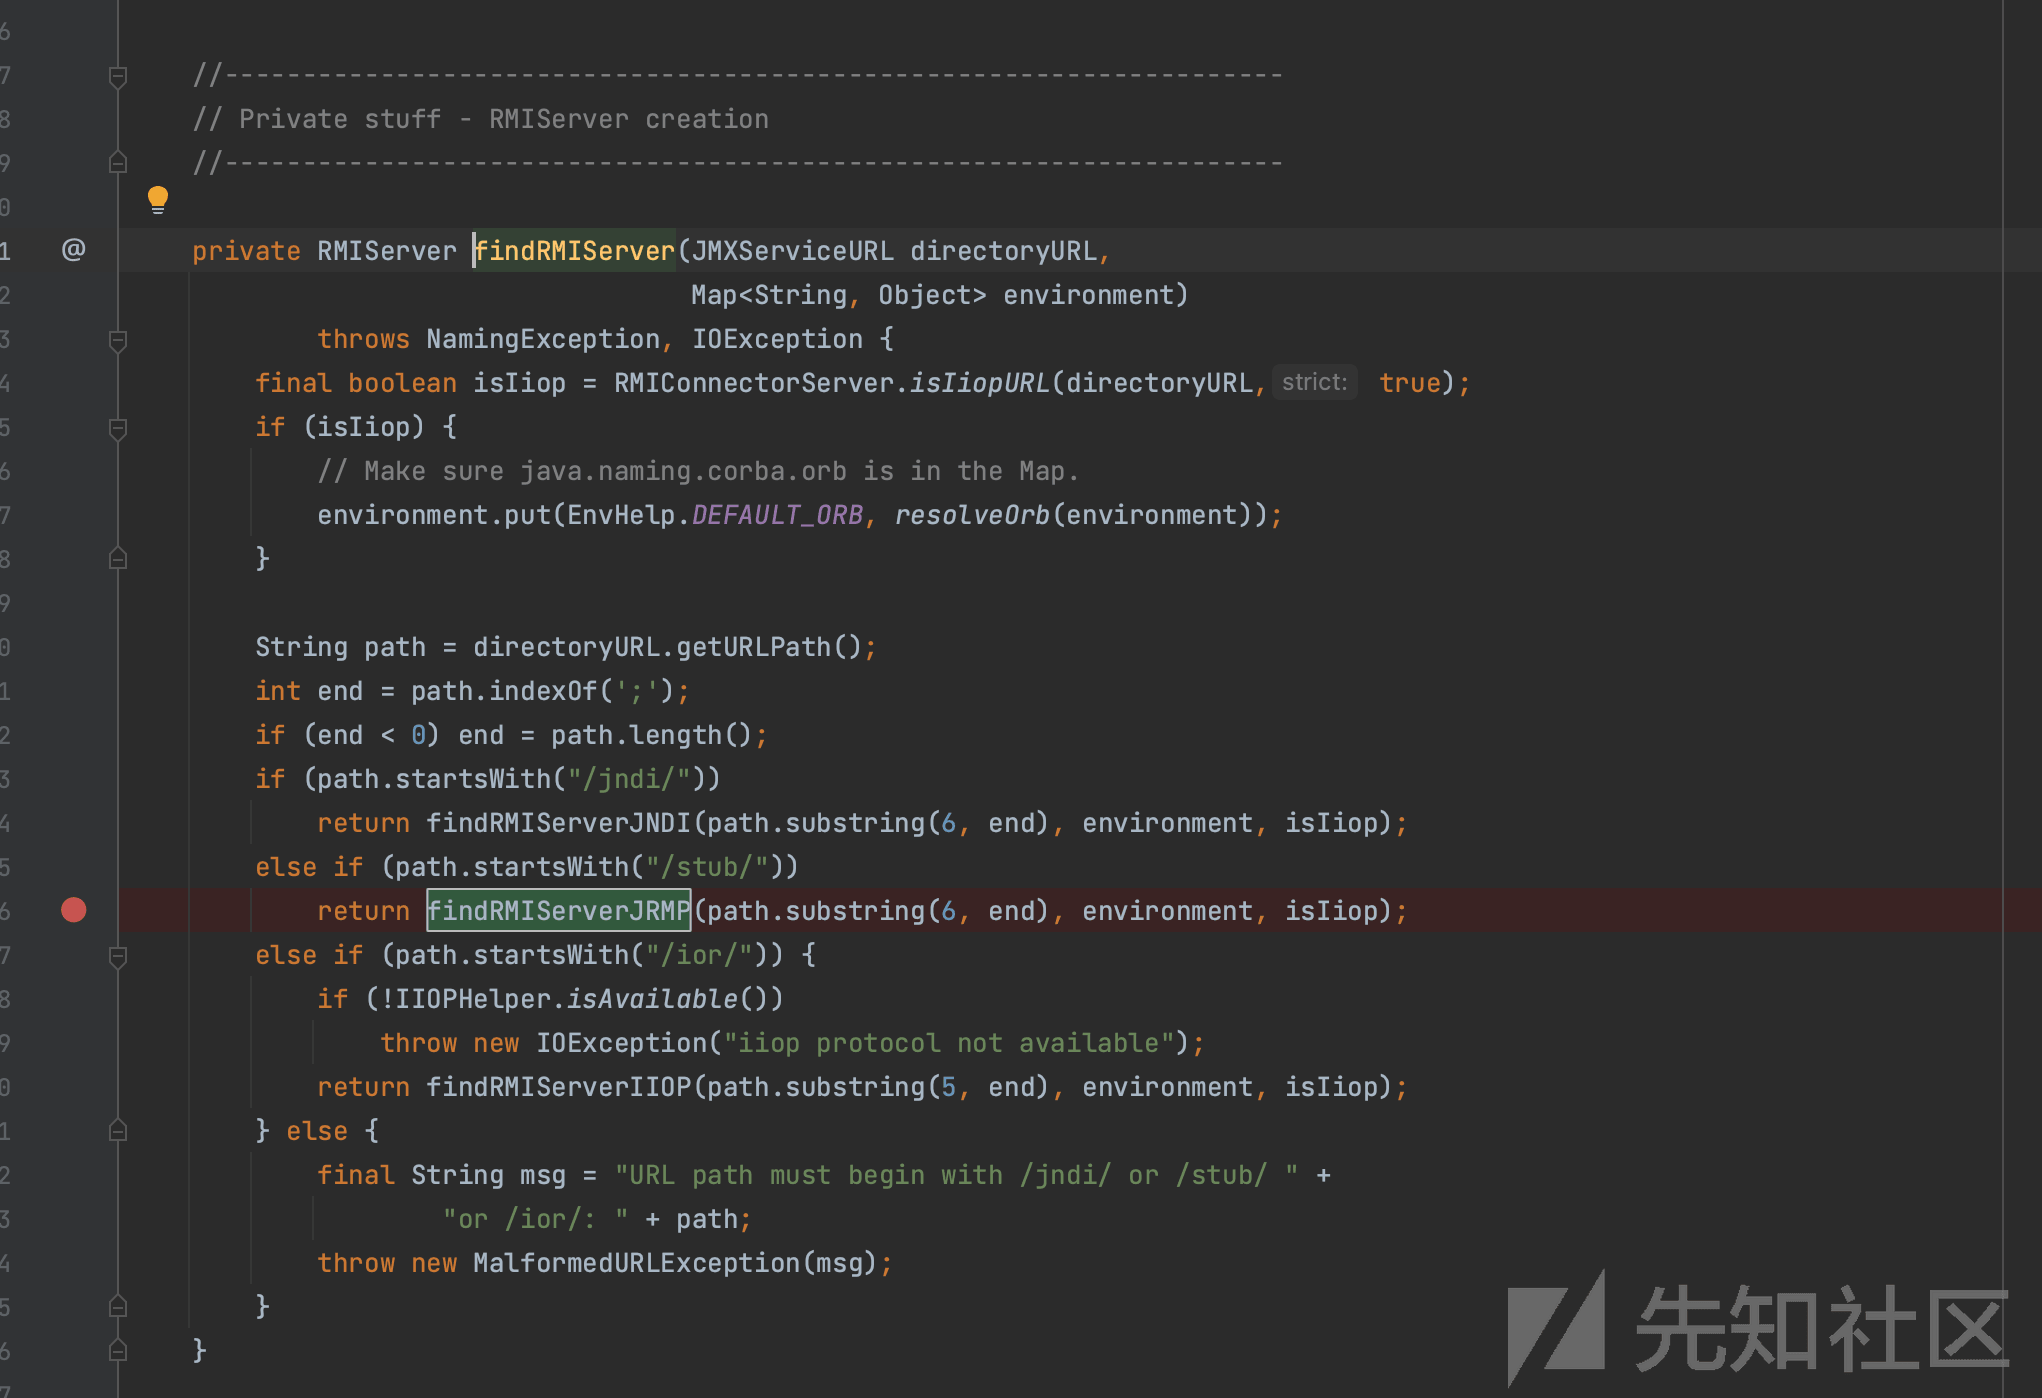 6
7 //--------------------------------------------------------------------
8 // Private stuff - RMIServer creation
9 //--------------------------------------------------------------------
0
1 @ private RMIServer findRMIServer(JMXServiceURL directoryURL,
2 Map<String, Object> environment)
3 throws NamingException, IOException {
4 final boolean isIiop = RMIConnectorServer.isIiopURL(directoryURL, strict: true);
5 if (isIiop) {
6 // Make sure java.naming.corba.orb is in the Map.
7 environment.put(EnvHelp.DEFAULT_ORB, resolveOrb(environment));
8 }
9
0 String path = directoryURL.getURLPath();
1 int end = path.indexOf(';');
2 if (end < 0) end = path.length();
3 if (path.startsWith("/jndi/"))
4 return findRMIServerJNDI(path.substring(6, end), environment, isIiop);
5 else if (path.startsWith("/stub/"))
6 return findRMIServerJRMP(path.substring(6, end), environment, isIiop);
7 else if (path.startsWith("/ior/")) {
8 if (!IIOPHelper.isAvailable())
9 throw new IOException("iiop protocol not available");
0 return findRMIServerIIOP(path.substring(5, end), environment, isIiop);
1 } else {
2 final String msg = "URL path must begin with /jndi/ or /stub/ " +
3 "or /ior/: " + path;
4 throw new MalformedURLException(msg);
5 }
6 }
7
先知社区